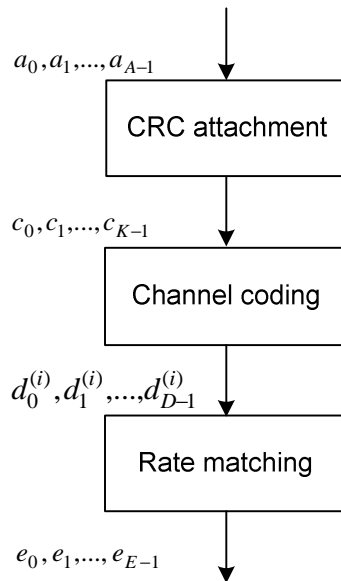 a_0, a_1,..., a_{A-1}
CRC attachment
c_0, c_1,..., c_{K-1}
Channel coding
d_0^{(i)}, d_1^{(i)},..., d_{D-1}^{(i)}
Rate matching
e_0, e_1,..., e_{E-1}